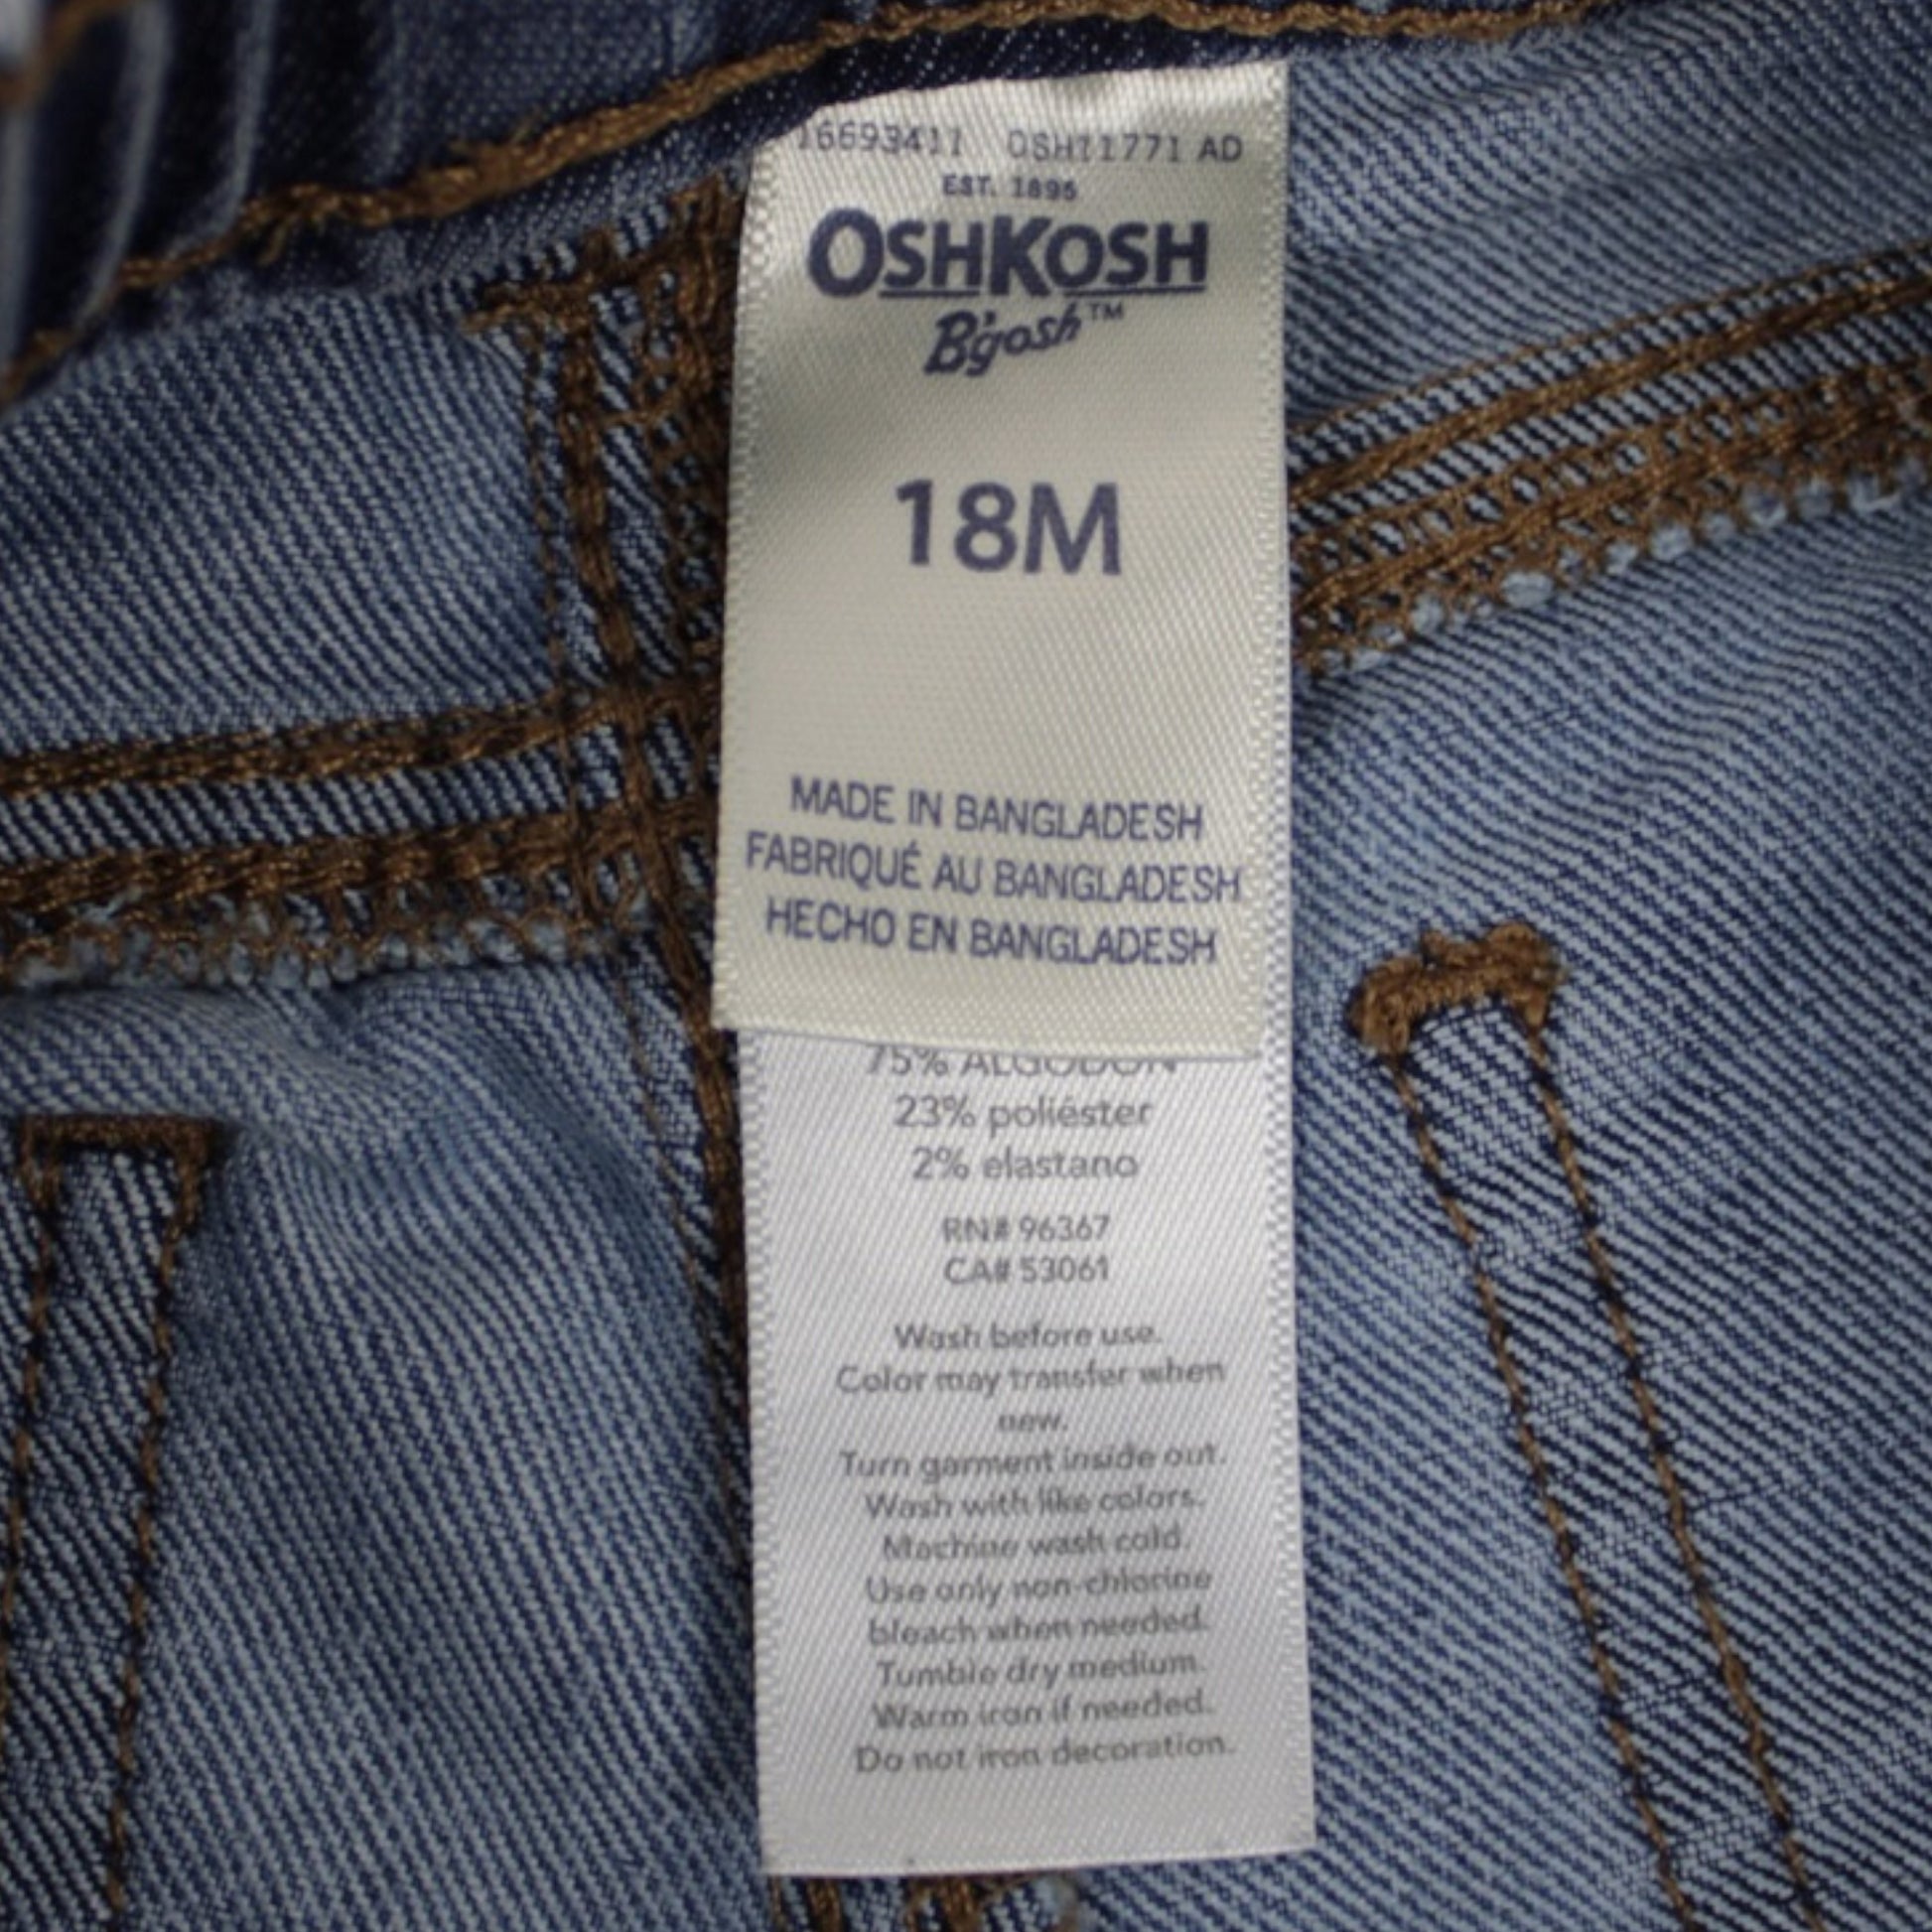 16693411 OSH11771 AD
EST. 1895
OSHKOSH
B'gosh™
18M
MADE IN BANGLADESH
FABRIQUÉ AU BANGLADESH
HECHO EN BANGLADESH
75% ALGODÓN
23% poliéster
2% elastano
RN# 96367
CA# 53061
Wash before use.
Color may transfer when
new.
Turn garment inside out.
Wash with like colors.
Machine wash cold.
Use only non-chlorine
bleach when needed.
Tumble dry medium.
Warm iron if needed.
Do not iron decoration.